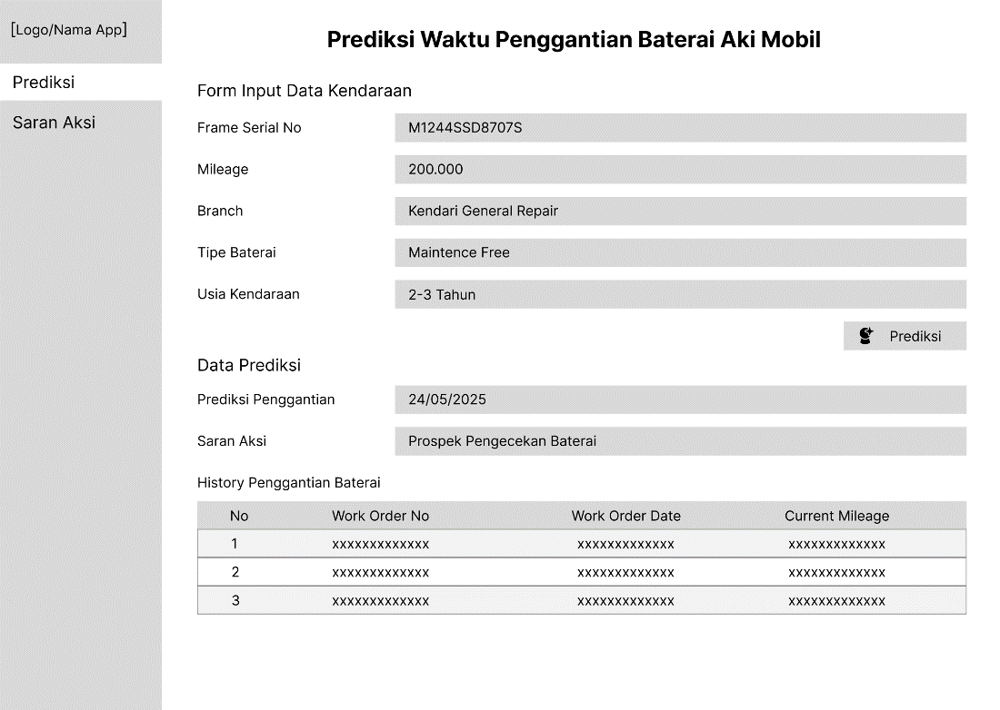 [Logo/Nama App]
Prediksi
Saran Aksi
Prediksi Waktu Penggantian Baterai Aki Mobil
Form Input Data Kendaraan
Frame Serial No M1244SSD8707S
Mileage 200.000
Branch Kendari General Repair
Tipe Baterai Maintence Free
Usia Kendaraan 2-3 Tahun
Prediksi
Data Prediksi
Prediksi Penggantian 24/05/2025
Saran Aksi Prospek Pengecekan Baterai
History Penggantian Baterai
No Work Order No Work Order Date Current Mileage
1 xxxxxxxxxxxxx xxxxxxxxxxxxx xxxxxxxxxxxxx
2 xxxxxxxxxxxxx xxxxxxxxxxxxx xxxxxxxxxxxxx
3 xxxxxxxxxxxxx xxxxxxxxxxxxx xxxxxxxxxxxxx